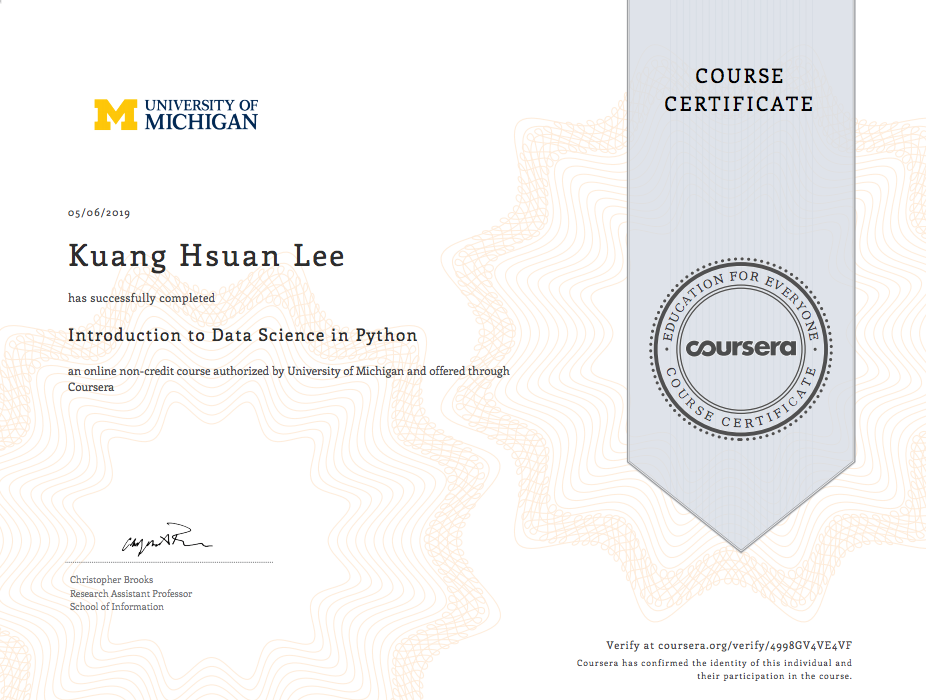 COURSE
CERTIFICATE
UNIVERSITY OF
MICHIGAN
05/06/2019
Kuang Hsuan Lee
has successfully completed
Introduction to Data Science in Python
an online non-credit course authorized by University of Michigan and offered through
Coursera
EDUCATION FOR EVERYONE
coursera
COURSE CERTIFICATE
Christopher Brooks
Research Assistant Professor
School of Information
Verify at coursera.org/verify/4998GV4VE4VF
Coursera has confirmed the identity of this individual and
their participation in the course.